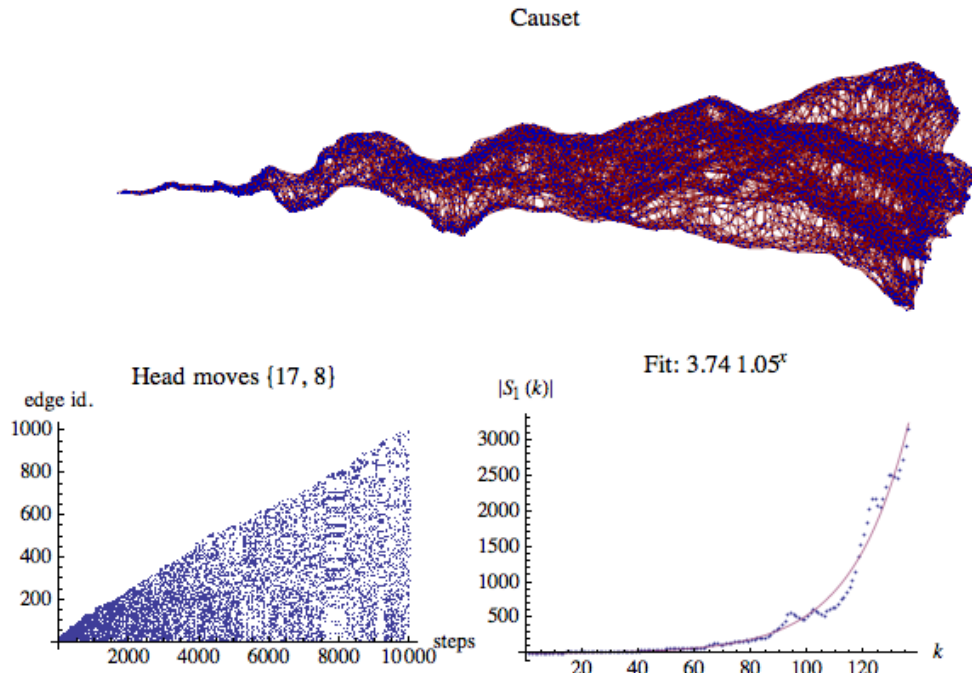 Causet
Head moves {17, 8}
edge id.
1000
800
600
400
200
2000 4000 6000 8000 10000 steps
Fit: 3.74 1.05^x
|S₁ (k)|
3000
2500
2000
1500
1000
500
20 40 60 80 100 120 k